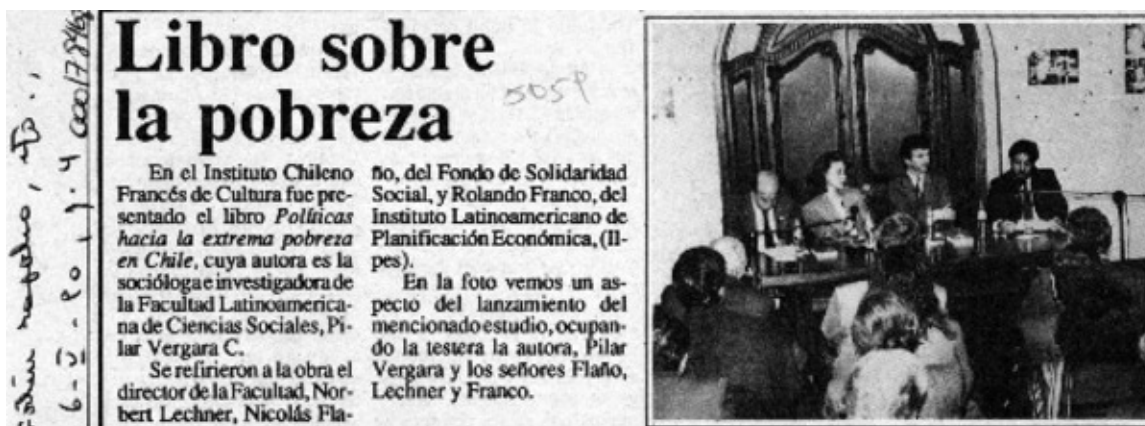 Libro sobre
la pobreza
En el Instituto Chileno
Francés de Cultura fue pre-
sentado el libro Políticas
hacia la extrema pobreza
en Chile, cuya autora es la
socióloga e investigadora de
la Facultad Latinoamerica-
na de Ciencias Sociales, Pi-
lar Vergara C.
Se refirieron a la obra el
director de la Facultad, Nor-
bert Lechner, Nicolás Fla-
ño, del Fondo de Solidaridad
Social, y Rolando Franco, del
Instituto Latinoamericano de
Planificación Económica, (Il-
pes).
En la foto vemos un as-
pecto del lanzamiento del
mencionado estudio, ocupan-
do la testera la autora, Pilar
Vergara y los señores Flaño,
Lechner y Franco.